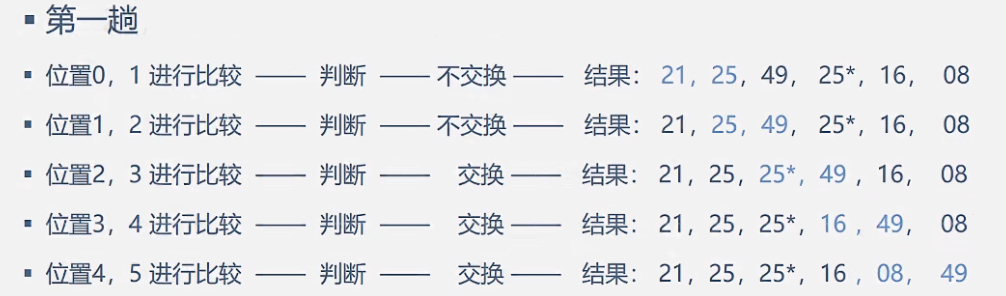 ▪ 第一趟
▪ 位置0，1 进行比较 —— 判断 —— 不交换 —— 结果：21，25，49， 25*，16， 08
▪ 位置1，2 进行比较 —— 判断 —— 不交换 —— 结果：21，25，49， 25*，16， 08
▪ 位置2，3 进行比较 —— 判断 —— 交换 —— 结果：21，25，25*，49 ，16， 08
▪ 位置3，4 进行比较 —— 判断 —— 交换 —— 结果：21，25，25*，16 ，49， 08
▪ 位置4，5 进行比较 —— 判断 —— 交换 —— 结果：21，25，25*，16 ，08， 49